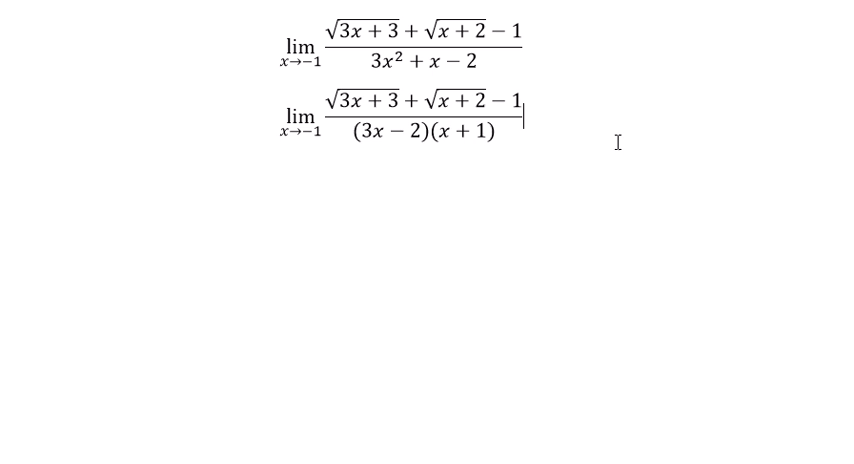 lim x→−1 (√(3x + 3) + √(x + 2) − 1) / (3x² + x − 2)
lim x→−1 (√(3x + 3) + √(x + 2) − 1) / ((3x − 2)(x + 1))